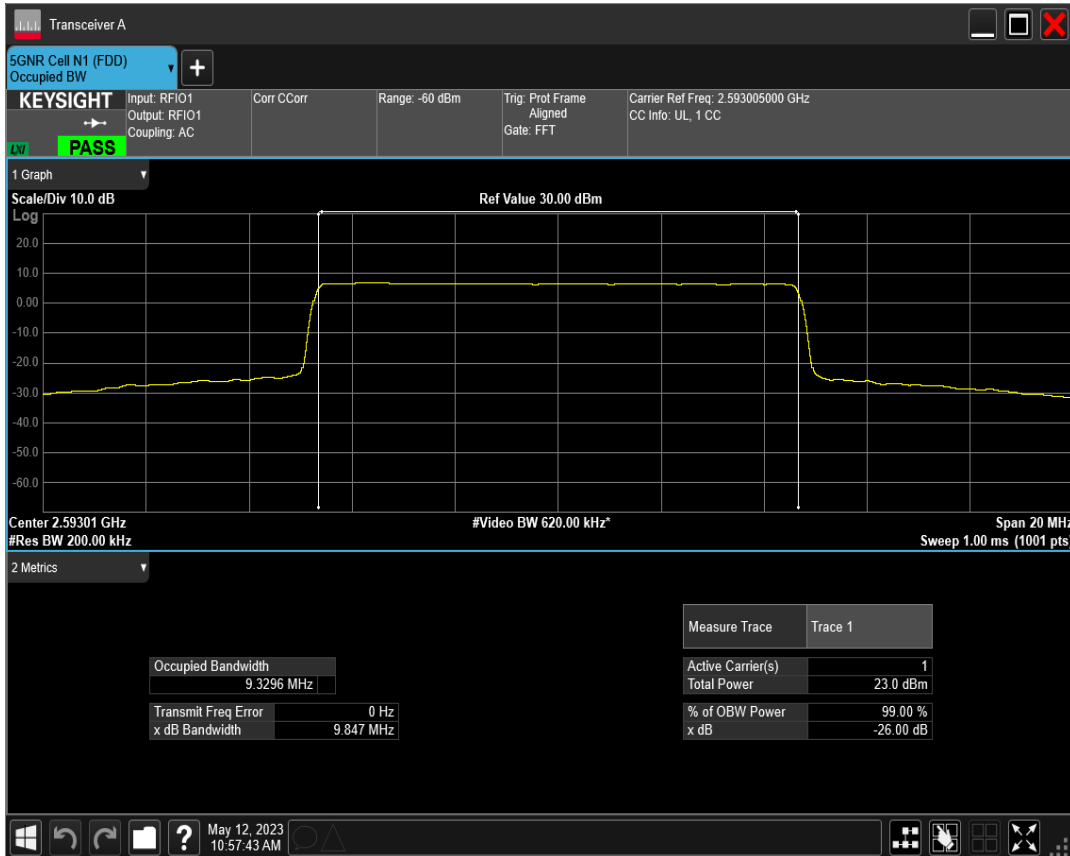 Transceiver A
5GNR Cell N1 (FDD)
Occupied BW
+
KEYSIGHT
LXI
PASS
Input: RFIO1
Output: RFIO1
Coupling: AC
Corr CCorr
Range: -60 dBm
Trig: Prot Frame
Aligned
Gate: FFT
Carrier Ref Freq: 2.593005000 GHz
CC Info: UL, 1 CC
1 Graph
Scale/Div 10.0 dB
Ref Value 30.00 dBm
Log
20.0
10.0
0.00
-10.0
-20.0
-30.0
-40.0
-50.0
-60.0
Center 2.59301 GHz
#Video BW 620.00 kHz*
Span 20 MHz
#Res BW 200.00 kHz
Sweep 1.00 ms (1001 pts)
2 Metrics
Measure Trace Trace 1
Occupied Bandwidth
9.3296 MHz
Active Carrier(s) 1
Total Power 23.0 dBm
Transmit Freq Error 0 Hz
x dB Bandwidth 9.847 MHz
% of OBW Power 99.00 %
x dB -26.00 dB
?
May 12, 2023
10:57:43 AM